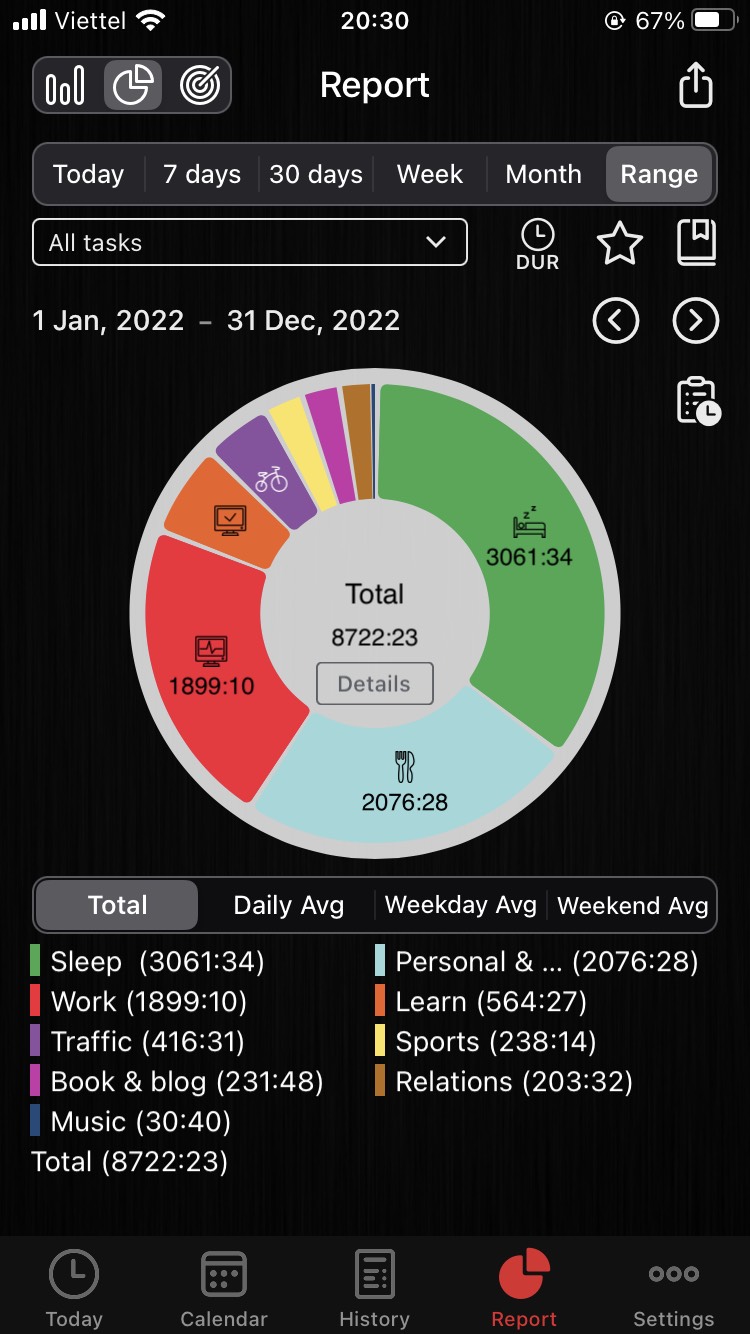 Viettel 20:30 67%
Report
Today 7 days 30 days Week Month Range
All tasks
DUR
1 Jan, 2022 – 31 Dec, 2022
z z
3061:34
Total
8722:23
Details
1899:10
2076:28
Total Daily Avg Weekday Avg Weekend Avg
Sleep (3061:34) Personal & ... (2076:28)
Work (1899:10) Learn (564:27)
Traffic (416:31) Sports (238:14)
Book & blog (231:48) Relations (203:32)
Music (30:40)
Total (8722:23)
Today Calendar History Report Settings